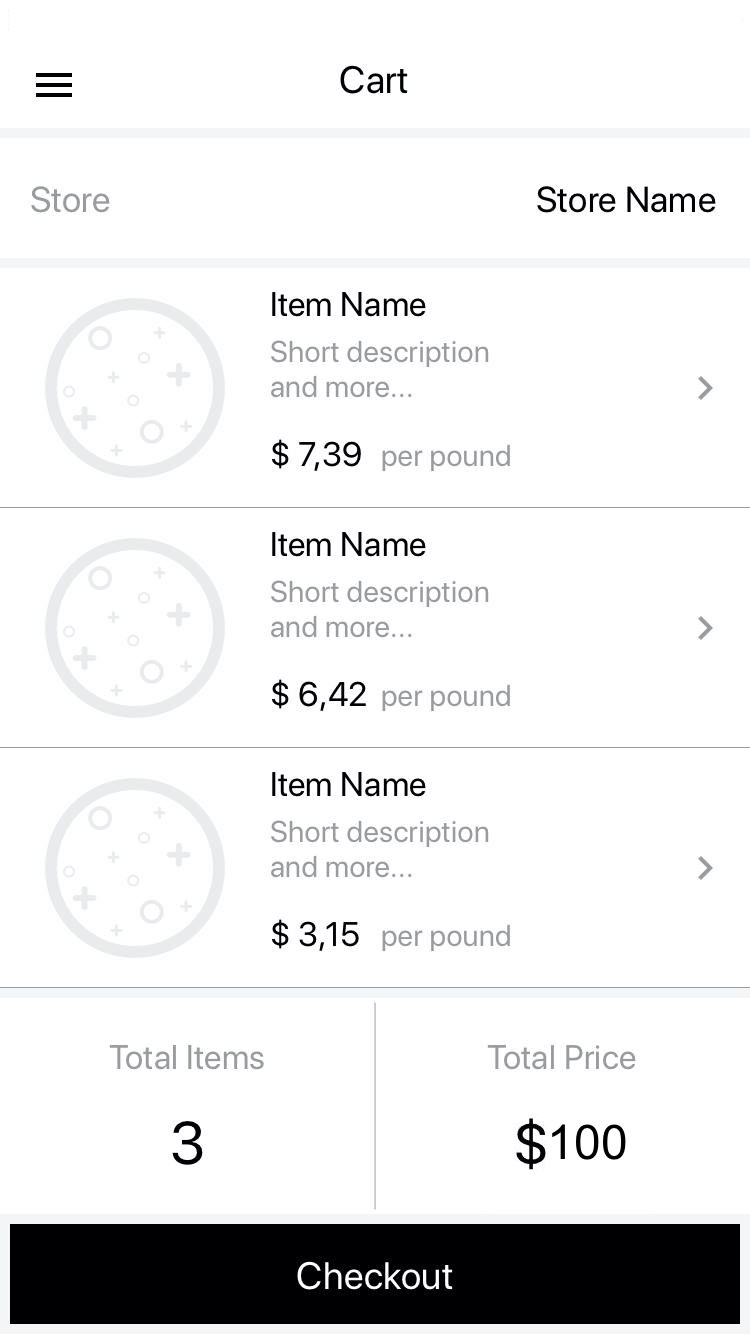 Cart
Store
Store Name
Item Name
Short description
and more...
$ 7,39 per pound
Item Name
Short description
and more...
$ 6,42 per pound
Item Name
Short description
and more...
$ 3,15 per pound
Total Items
Total Price
3
$100
Checkout